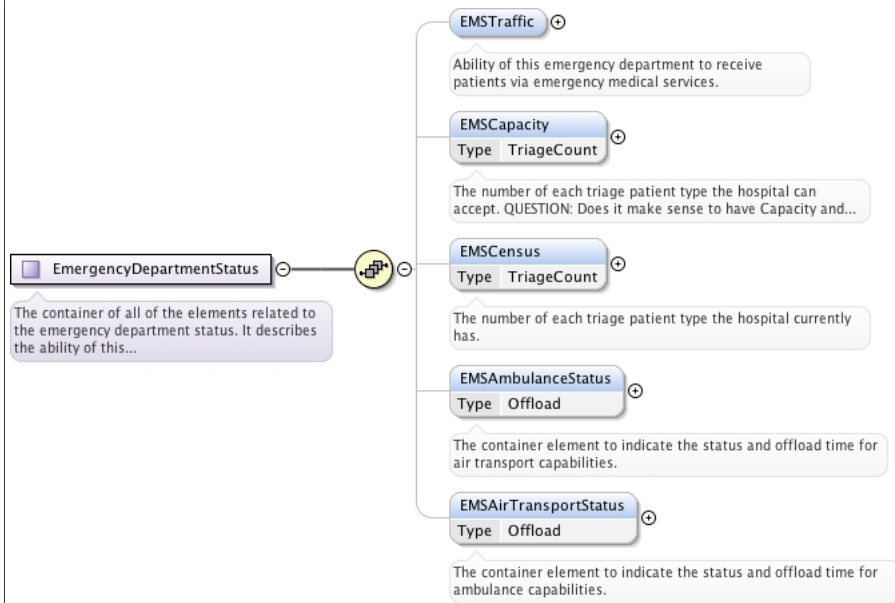 EMSTraffic
Ability of this emergency department to receive
patients via emergency medical services.
EMSCapacity
Type TriageCount
The number of each triage patient type the hospital can
accept. QUESTION: Does it make sense to have Capacity and...
EmergencyDepartmentStatus
The container of all of the elements related to
the emergency department status. It describes
the ability of this...
EMSCensus
Type TriageCount
The number of each triage patient type the hospital currently
has.
EMSAmbulanceStatus
Type Offload
The container element to indicate the status and offload time for
air transport capabilities.
EMSAirTransportStatus
Type Offload
The container element to indicate the status and offload time for
ambulance capabilities.